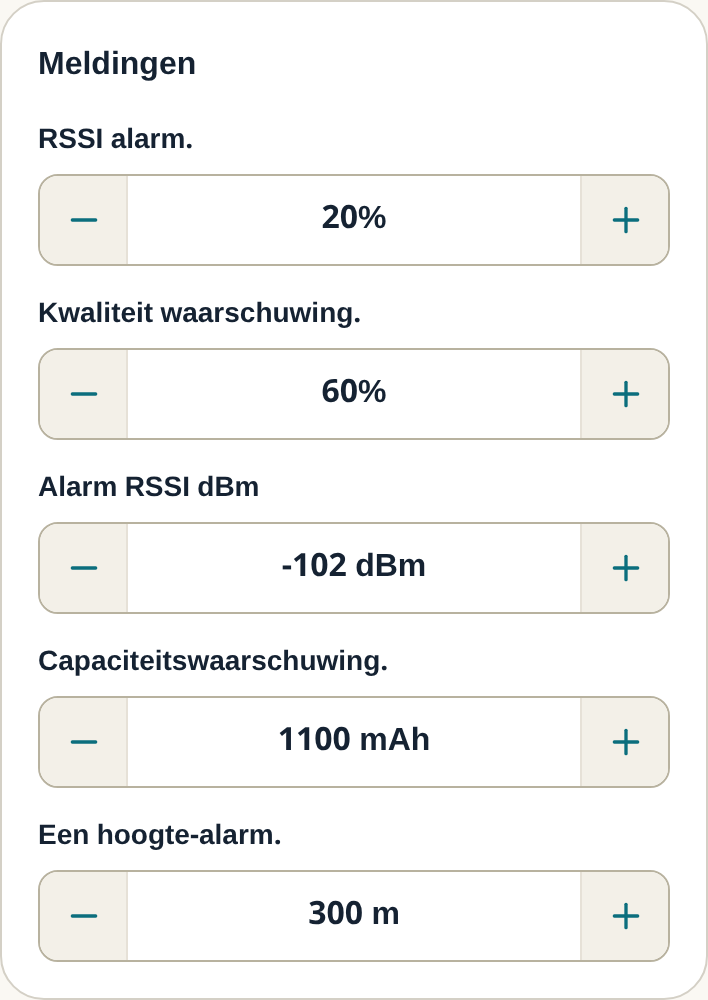 Meldingen
RSSI alarm.
20%
Kwaliteit waarschuwing.
60%
Alarm RSSI dBm
-102 dBm
Capaciteitswaarschuwing.
1100 mAh
Een hoogte-alarm.
300 m